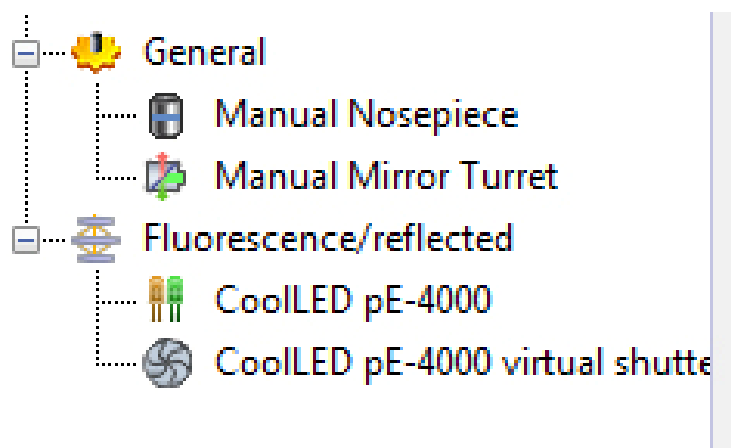 General
Manual Nosepiece
Manual Mirror Turret
Fluorescence/reflected
CoolLED pE-4000
CoolLED pE-4000 virtual shutte